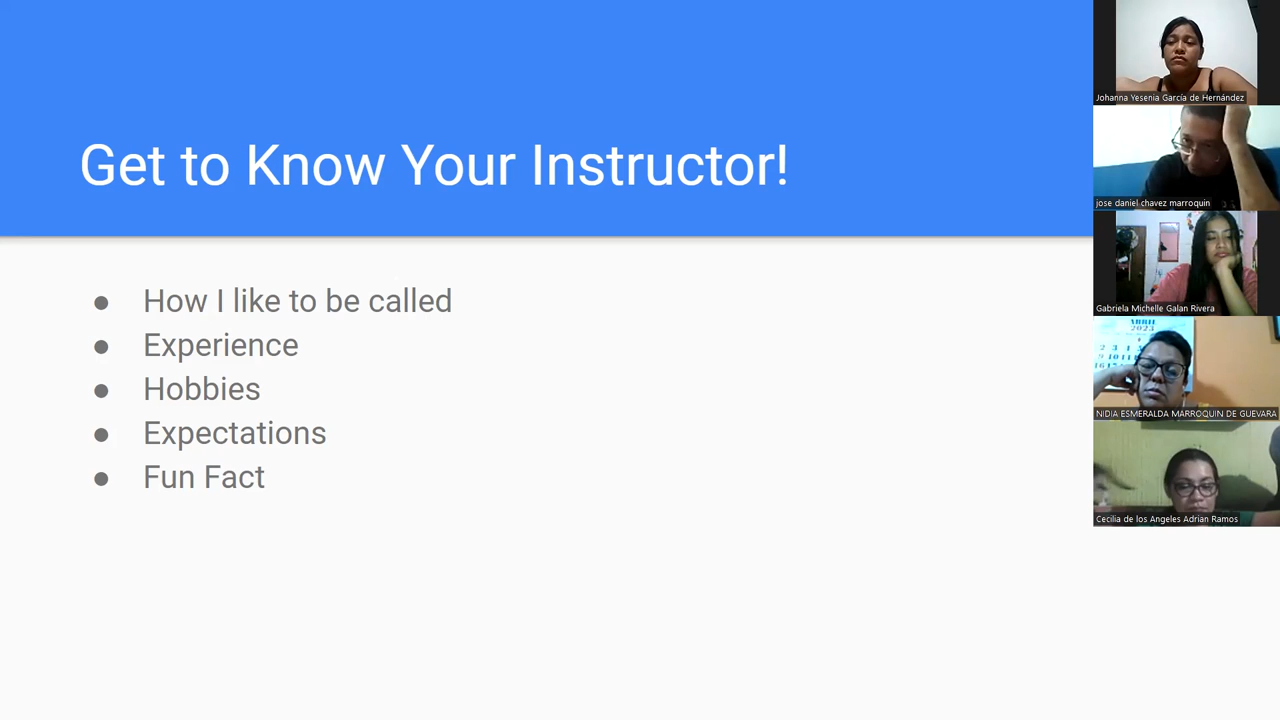 Get to Know Your Instructor!
● How I like to be called
● Experience
● Hobbies
● Expectations
● Fun Fact
Johanna Yesenia García de Hernández
jose daniel chavez marroquin
Gabriela Michelle Galan Rivera
ABRIL
2023
NIDIA ESMERALDA MARROQUIN DE GUEVARA
Cecilia de los Angeles Adrian Ramos